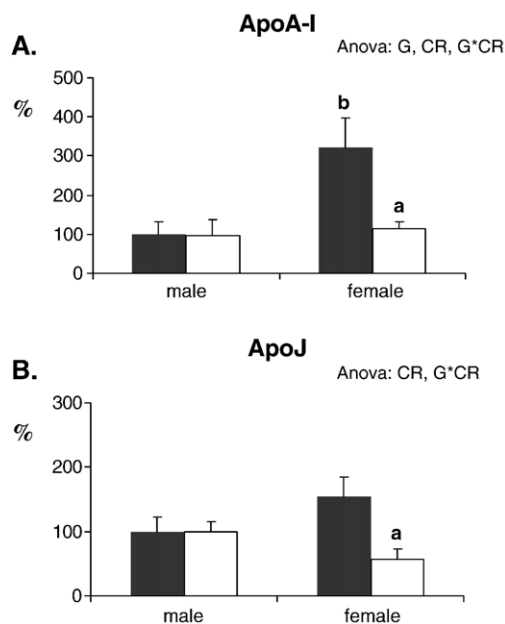 ApoA-I
A.
Anova: G, CR, G*CR
500
%
400
b
300
200
a
100
0
male female
ApoJ
B.
Anova: CR, G*CR
300
%
200
a
100
0
male female